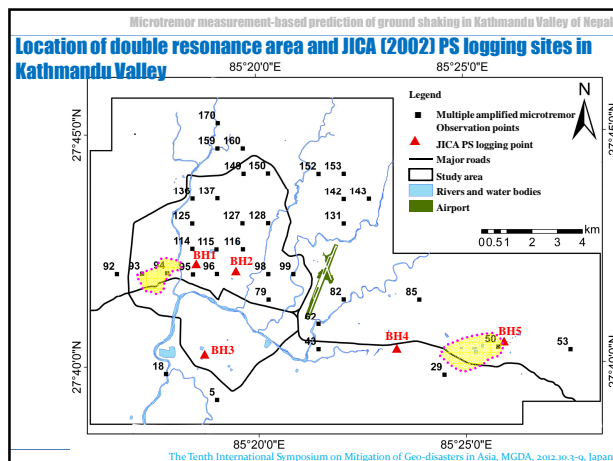 Microtremor measurement-based prediction of ground shaking in Kathmandu Valley of Nepal
Location of double resonance area and JICA (2002) PS logging sites in
Kathmandu Valley
85°20'0"E 85°25'0"E
N
Legend
Multiple amplified microtremor
Observation points
JICA PS logging point
Major roads
Study area
Rivers and water bodies
Airport
0 0.5 1 2 3 4 km
27°45'0"N 27°45'0"N
170
159 160
149 150 152 153
136 137 142 143
125 127 128 131
114 115 116
BH1 BH2
92 93 94 95 96 98 99
79 82 85
62
BH3 43 BH4 50 BH5 53
27°40'0"N 27°40'0"N
18 29
5
85°20'0"E 85°25'0"E
The Tenth International Symposium on Mitigation of Geo-disasters in Asia, MGDA, 2012.10.3-9, Japan